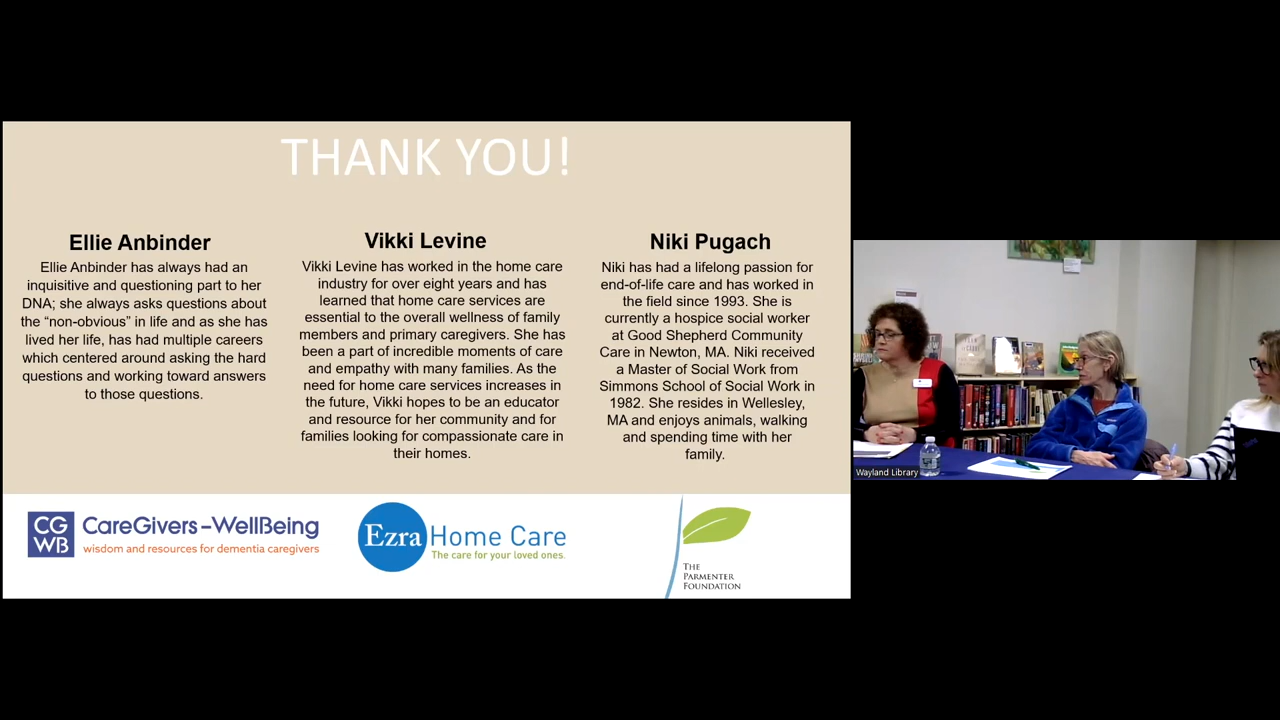 THANK YOU!
Ellie Anbinder
Ellie Anbinder has always had an
inquisitive and questioning part to her
DNA; she always asks questions about
the “non-obvious” in life and as she has
lived her life, has had multiple careers
which centered around asking the hard
questions and working toward answers
to those questions.
Vikki Levine
Vikki Levine has worked in the home care
industry for over eight years and has
learned that home care services are
essential to the overall wellness of family
members and primary caregivers. She has
been a part of incredible moments of care
and empathy with many families. As the
need for home care services increases in
the future, Vikki hopes to be an educator
and resource for her community and for
families looking for compassionate care in
their homes.
Niki Pugach
Niki has had a lifelong passion for
end-of-life care and has worked in
the field since 1993. She is
currently a hospice social worker
at Good Shepherd Community
Care in Newton, MA. Niki received
a Master of Social Work from
Simmons School of Social Work in
1982. She resides in Wellesley,
MA and enjoys animals, walking
and spending time with her
family.
CG
WB
CareGivers-WellBeing
wisdom and resources for dementia caregivers
Ezra Home Care
The care for your loved ones.
THE
PARMENTER
FOUNDATION
Wayland Library